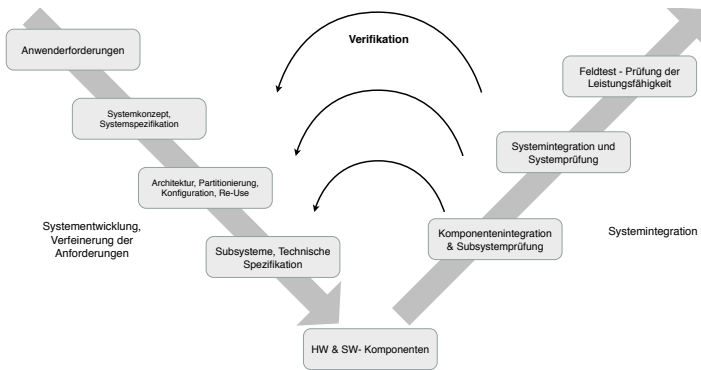 Anwenderforderungen
Verifikation
Feldtest - Prüfung der
Leistungsfähigkeit
Systemkonzept,
Systemspezifikation
Systemintegration und
Systemprüfung
Architektur, Partitionierung,
Konfiguration, Re-Use
Systementwicklung,
Verfeinerung der
Anforderungen
Subsysteme, Technische
Spezifikation
Komponentenintegration
& Subsystemprüfung
Systemintegration
HW & SW- Komponenten